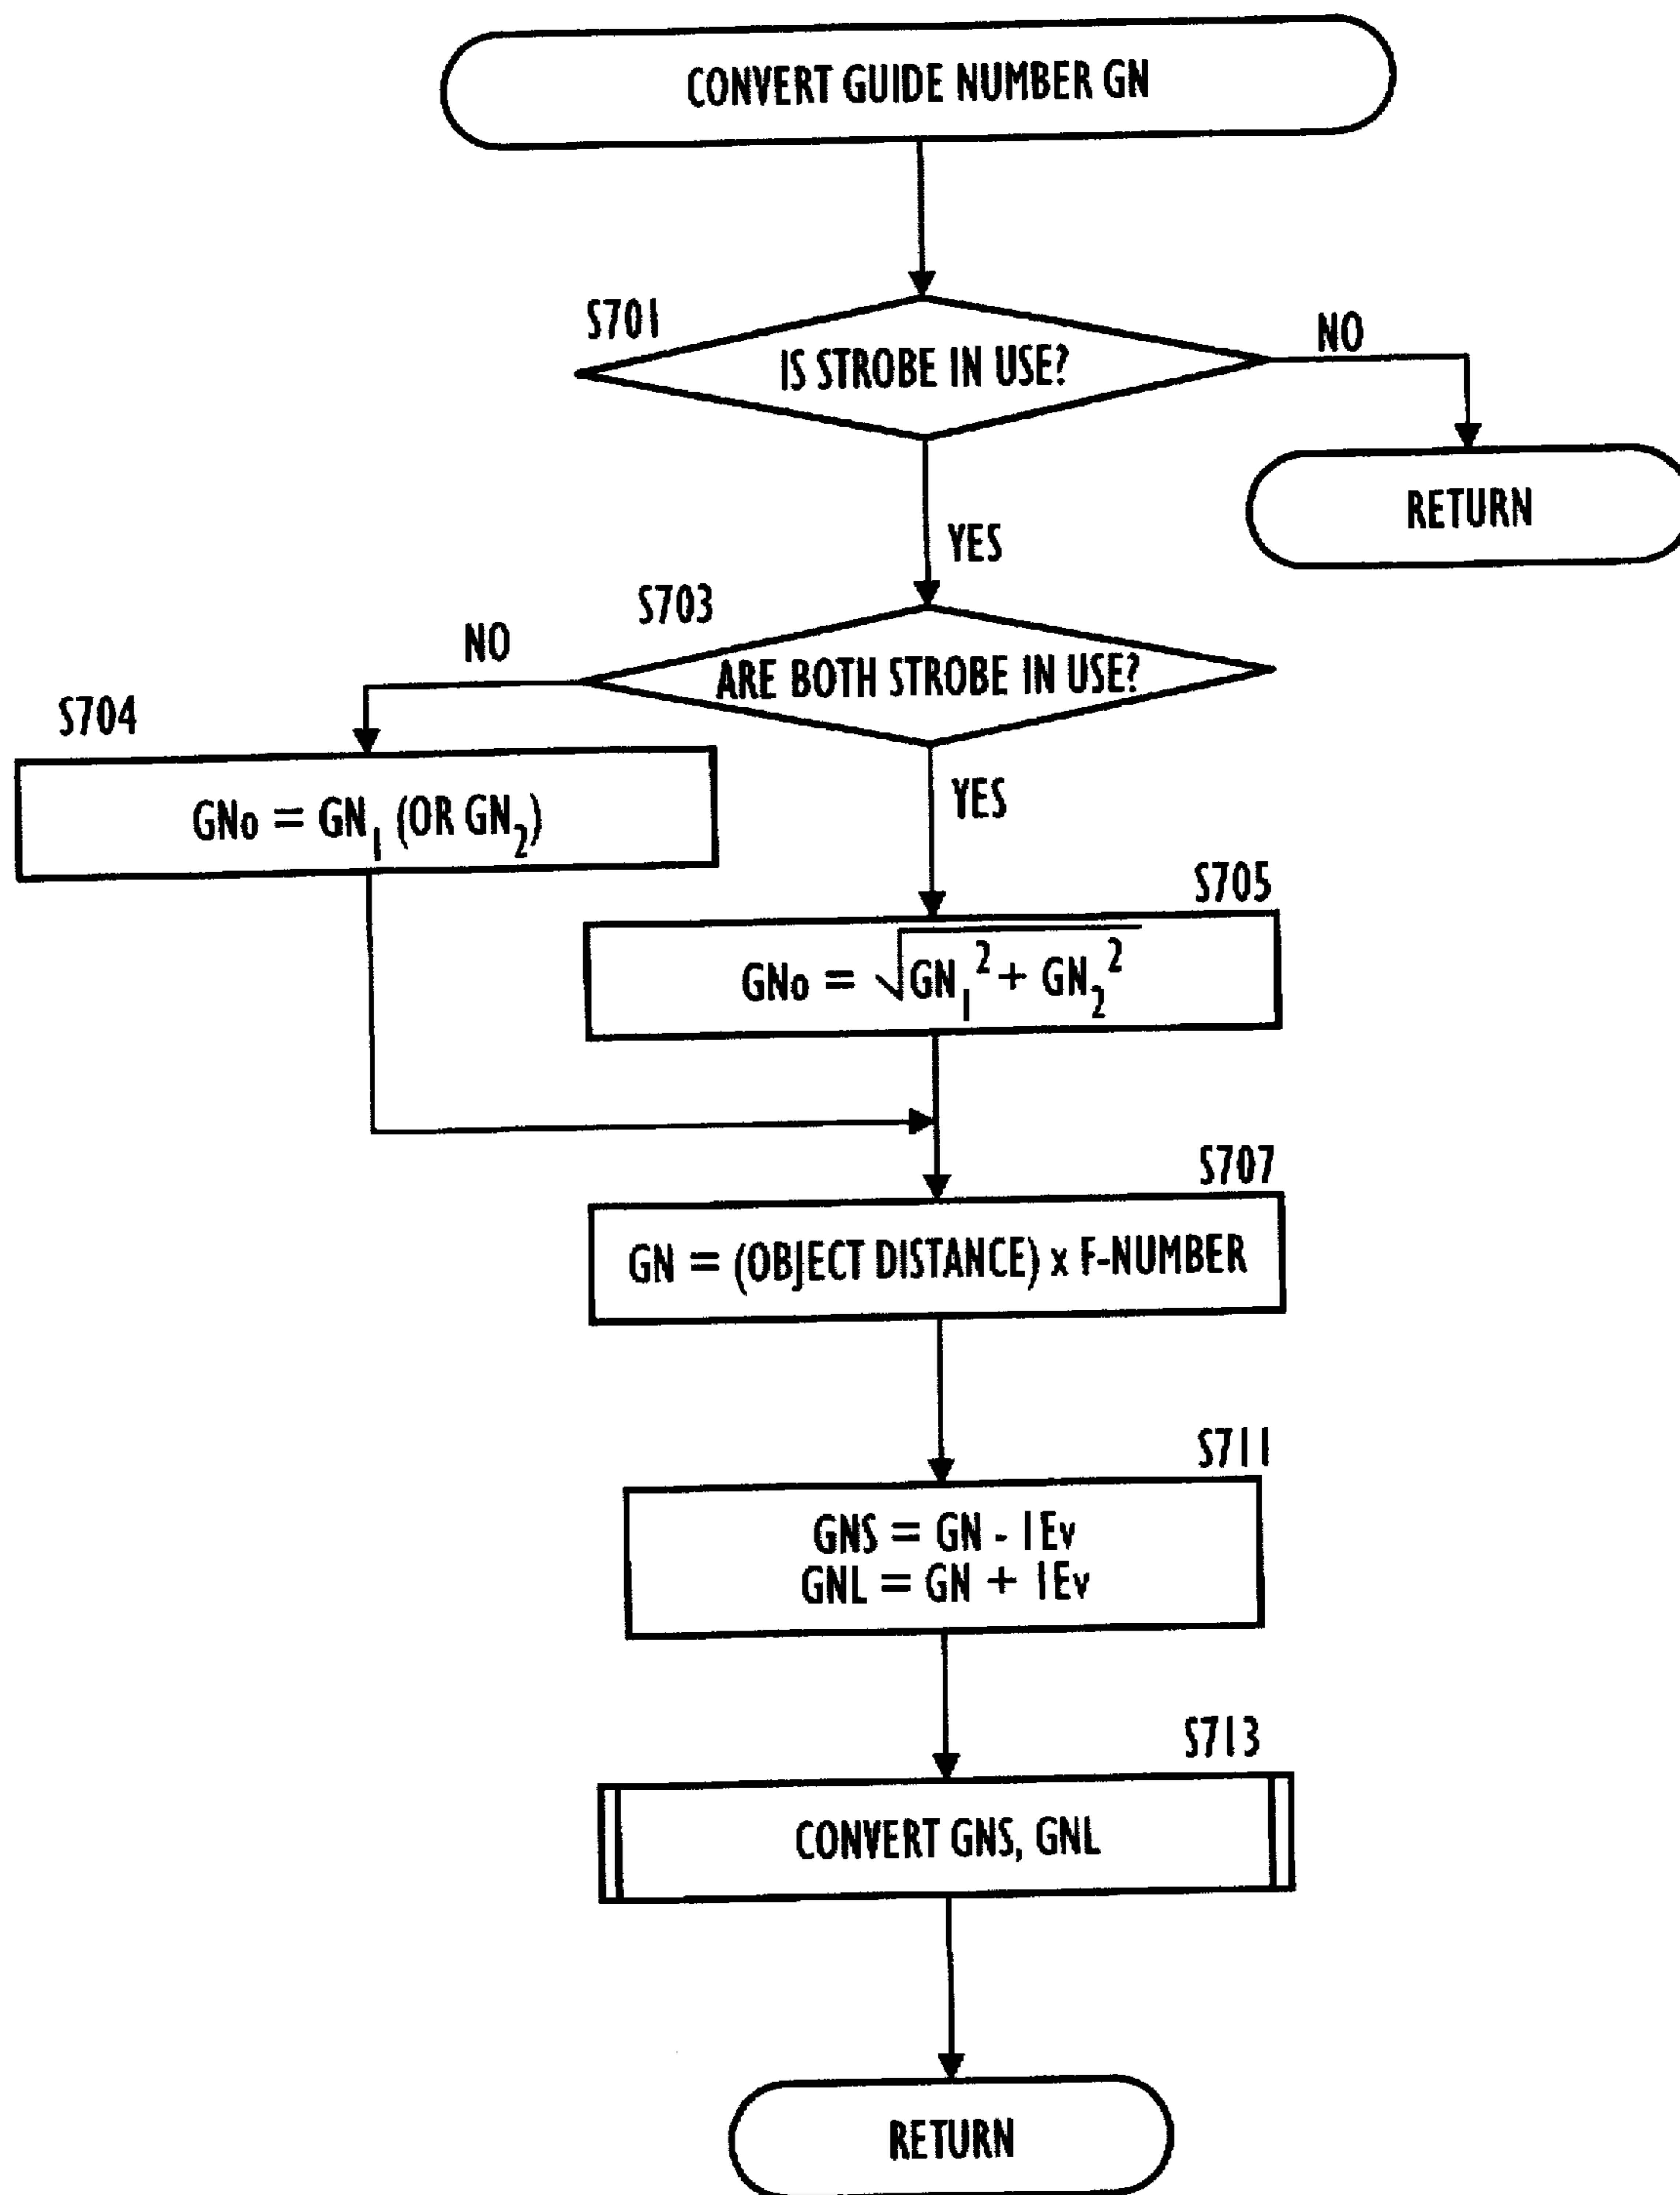 CONVERT GUIDE NUMBER GN
S701
IS STROBE IN USE?
NO
RETURN
YES
S703
NO
ARE BOTH STROBE IN USE?
S704
GNo = GN₁ (OR GN₂)
YES
S705
GNo = √GN₁² + GN₂²
S707
GN = (OBJECT DISTANCE) x F-NUMBER
S711
GNS = GN - 1Ev
GNL = GN + 1Ev
S713
CONVERT GNS, GNL
RETURN